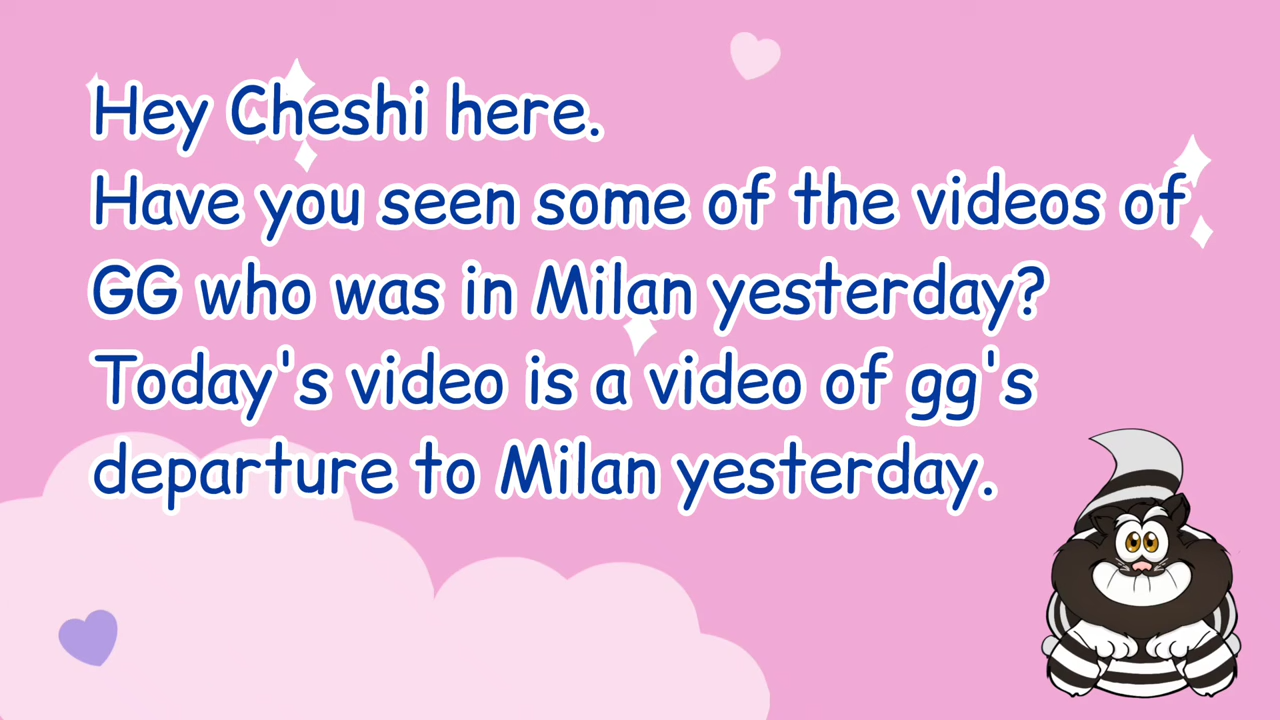 Hey Cheshi here.
Have you seen some of the videos of
GG who was in Milan yesterday?
Today's video is a video of gg's
departure to Milan yesterday.